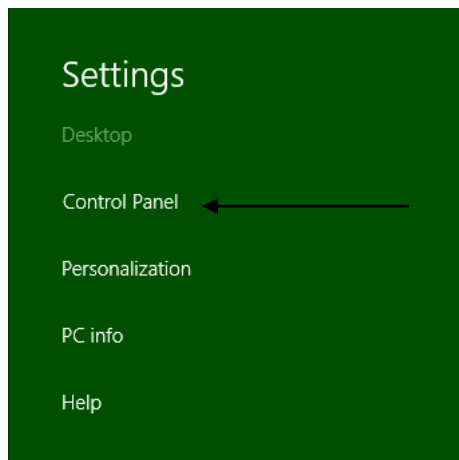 Settings
Desktop
Control Panel
Personalization
PC info
Help